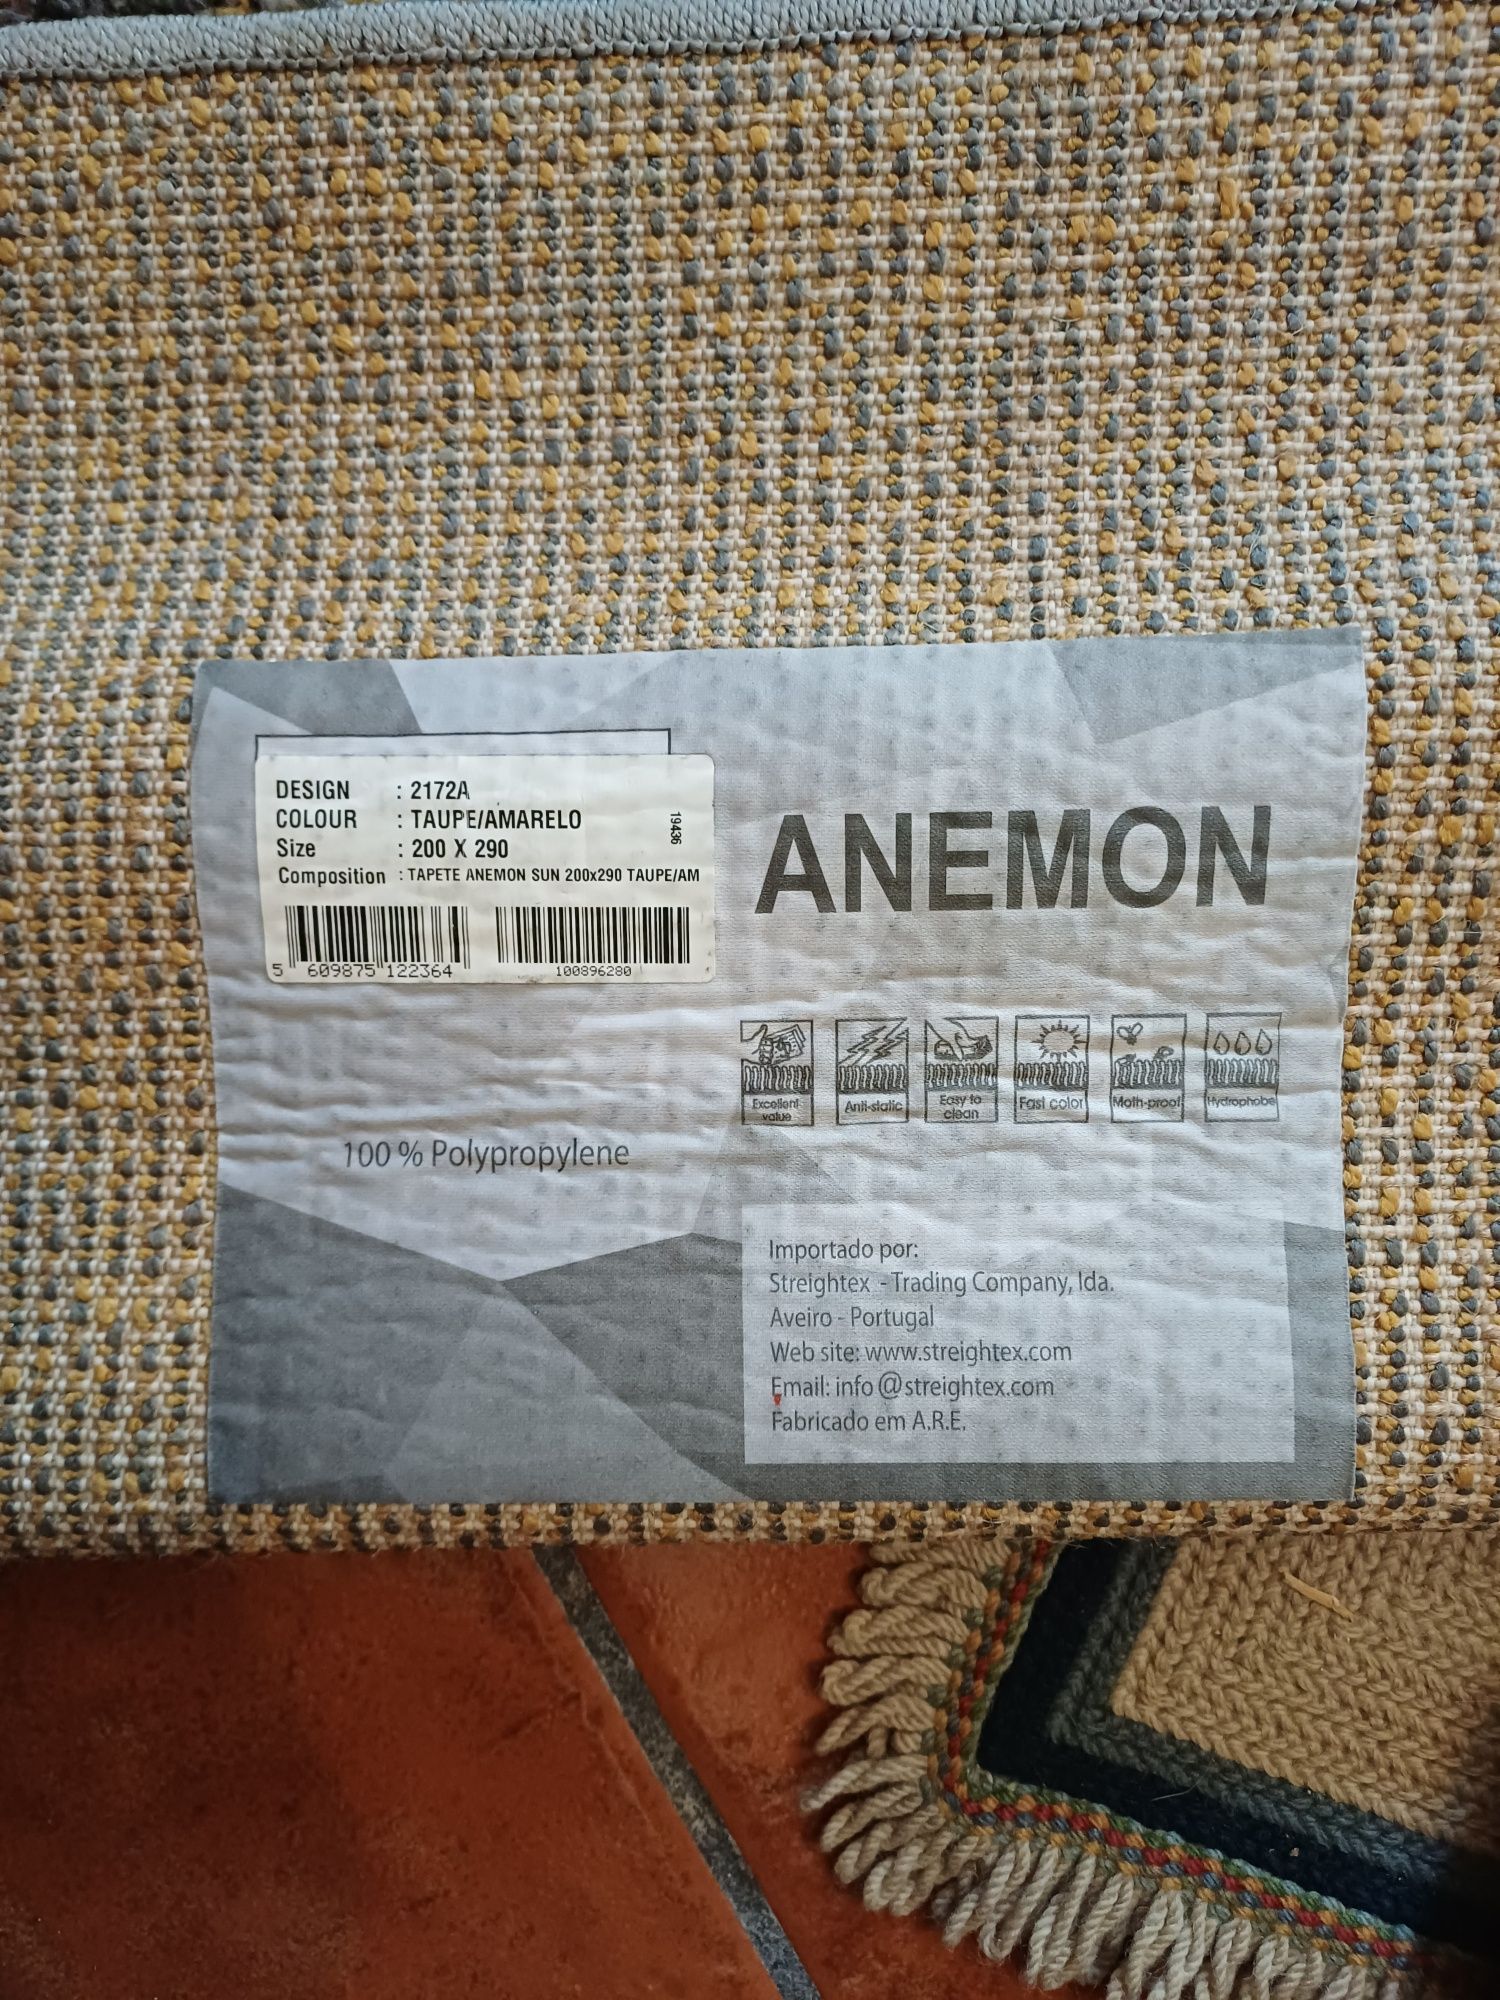 DESIGN : 2172A
COLOUR : TAUPE/AMARELO
Size : 200 X 290
Composition : TAPETE ANEMON SUN 200x290 TAUPE/AM
19436
5 609875 122364
100896280
ANEMON
Excellent value
Anti-static
Easy to clean
Fast color
Moth-proof
Hydrophobe
100 % Polypropylene
Importado por:
Streightex - Trading Company, lda.
Aveiro - Portugal
Web site: www.streightex.com
Email: info@streightex.com
Fabricado em A.R.E.